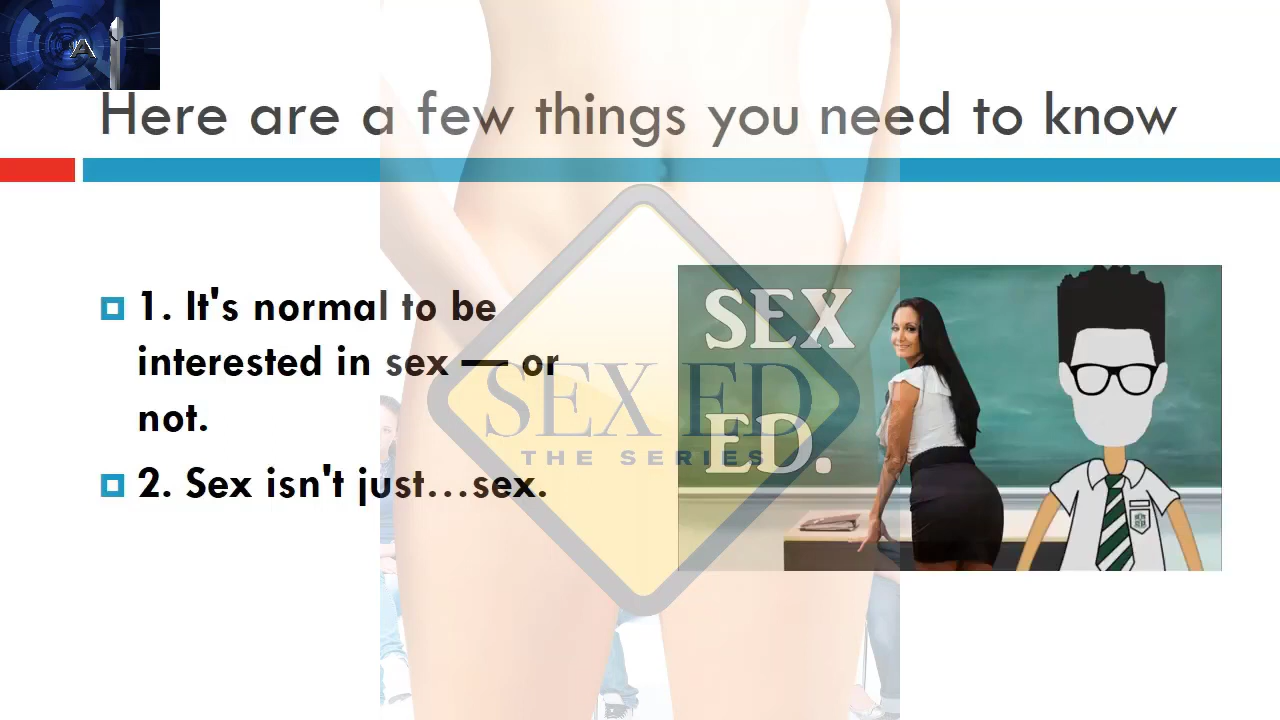 AI
Here are a few things you need to know
1. It's normal to be
interested in sex — or
not.
2. Sex isn't just...sex.
SEX ED
THE SERIES
SEX
ED.